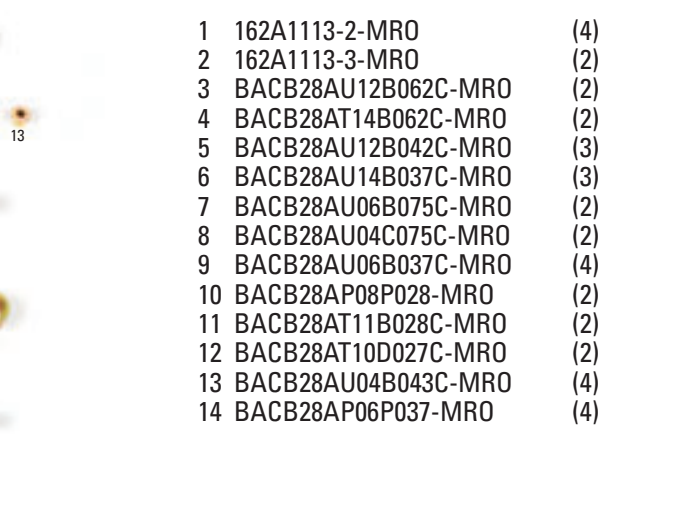 1 162A1113-2-MRO (4)
2 162A1113-3-MRO (2)
3 BACB28AU12B062C-MRO (2)
4 BACB28AT14B062C-MRO (2)
5 BACB28AU12B042C-MRO (3)
6 BACB28AU14B037C-MRO (3)
7 BACB28AU06B075C-MRO (2)
8 BACB28AU04C075C-MRO (2)
9 BACB28AU06B037C-MRO (4)
10 BACB28AP08P028-MRO (2)
11 BACB28AT11B028C-MRO (2)
12 BACB28AT10D027C-MRO (2)
13 BACB28AU04B043C-MRO (4)
14 BACB28AP06P037-MRO (4)
13